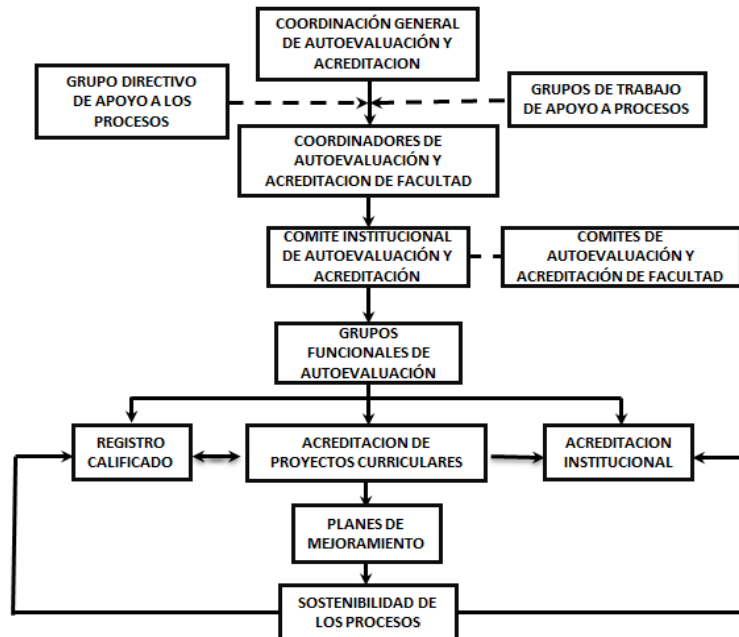 COORDINACIÓN GENERAL
DE AUTOEVALUACIÓN Y
ACREDITACION
GRUPO DIRECTIVO
DE APOYO A LOS
PROCESOS
GRUPOS DE TRABAJO
DE APOYO A PROCESOS
COORDINADORES DE
AUTOEVALUACIÓN Y
ACREDITACION DE FACULTAD
COMITE INSTITUCIONAL
DE AUTOEVALUACIÓN Y
ACREDITACIÓN
COMITES DE
AUTOEVALUACIÓN Y
ACREDITACIÓN DE FACULTAD
GRUPOS
FUNCIONALES DE
AUTOEVALUACIÓN
REGISTRO
CALIFICADO
ACREDITACION DE
PROYECTOS CURRICULARES
ACREDITACION
INSTITUCIONAL
PLANES DE
MEJORAMIENTO
SOSTENIBILIDAD DE
LOS PROCESOS